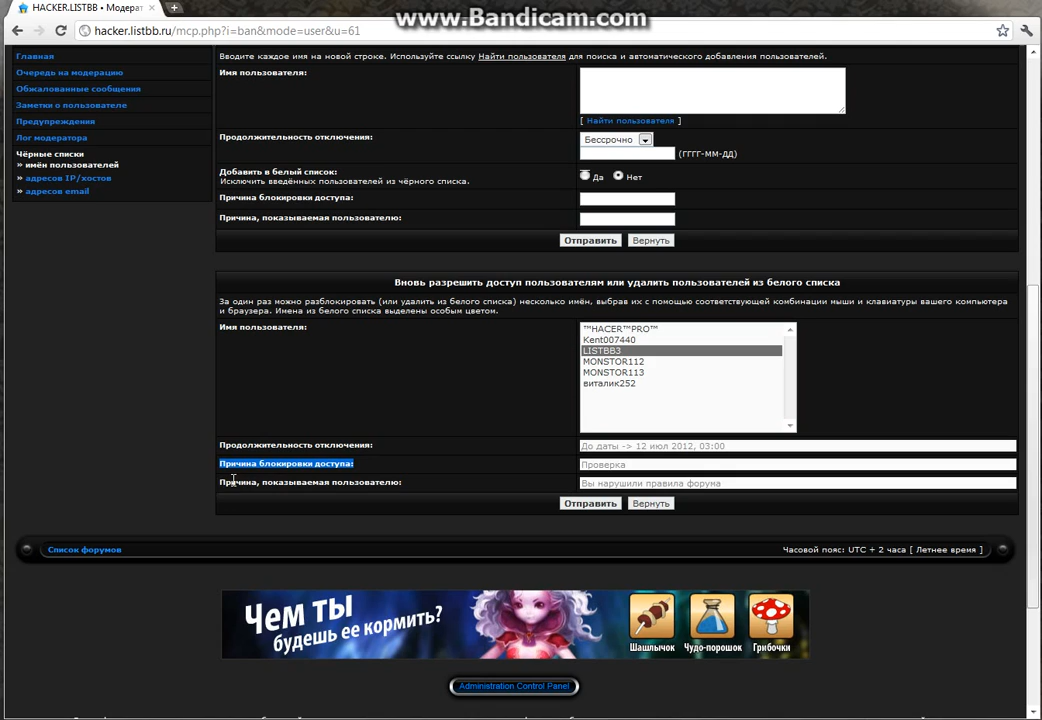 HACKER.LISTBB • Модерат
www.Bandicam.com
hacker.listbb.ru/mcp.php?i=ban&mode=user&u=61
Главная
Очередь на модерацию
Обжалованные сообщения
Заметки о пользователе
Предупреждения
Лог модератора
Чёрные списки
» имён пользователей
» адресов IP/хостов
» адресов email
Вводите каждое имя на новой строке. Используйте ссылку Найти пользователя для поиска и автоматического добавления пользователей.
Имя пользователя:
[ Найти пользователя ]
Продолжительность отключения:
Бессрочно
(ГГГГ-ММ-ДД)
Добавить в белый список:
Исключить введённых пользователей из чёрного списка.
Да Нет
Причина блокировки доступа:
Причина, показываемая пользователю:
Отправить Вернуть
Вновь разрешить доступ пользователям или удалить пользователей из белого списка
За один раз можно разблокировать (или удалить из белого списка) несколько имён, выбрав их с помощью соответствующей комбинации мыши и клавиатуры вашего компьютера
и браузера. Имена из белого списка выделены особым цветом.
Имя пользователя:
™HACER™PRO™
Kent007440
LISTBB3
MONSTOR112
MONSTOR113
виталик252
Продолжительность отключения:
До даты -> 12 июл 2012, 03:00
Причина блокировки доступа:
Проверка
Причина, показываемая пользователю:
Вы нарушили правила форума
Отправить Вернуть
Список форумов
Часовой пояс: UTC + 2 часа [ Летнее время ]
Чем ты
будешь ее кормить?
Шашлычок
Чудо-порошок
Грибочки
Administration Control Panel